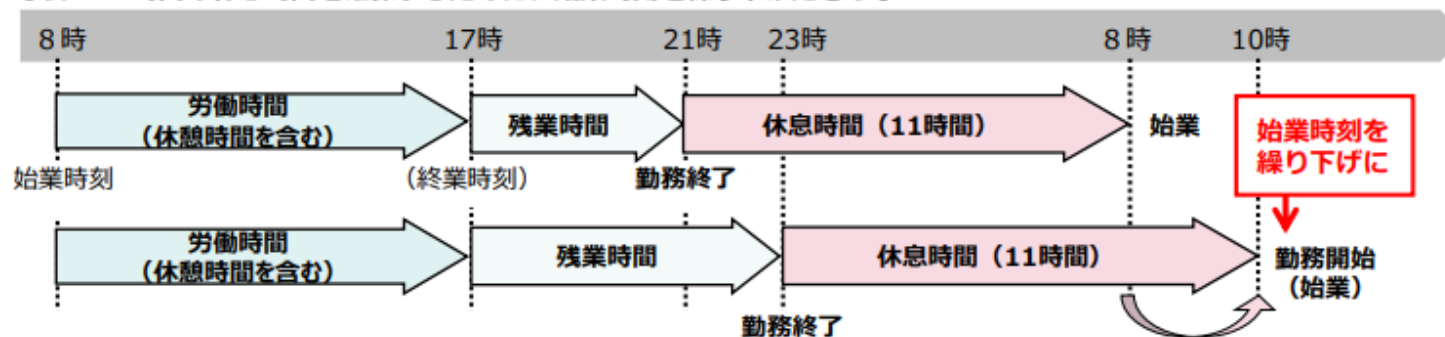 8時 17時 21時 23時 8時 10時
労働時間
(休憩時間を含む)
残業時間
休息時間(11時間)
始業
始業時刻を
繰り下げに
始業時刻
(終業時刻)
勤務終了
労働時間
(休憩時間を含む)
残業時間
休息時間(11時間)
勤務開始
(始業)
勤務終了